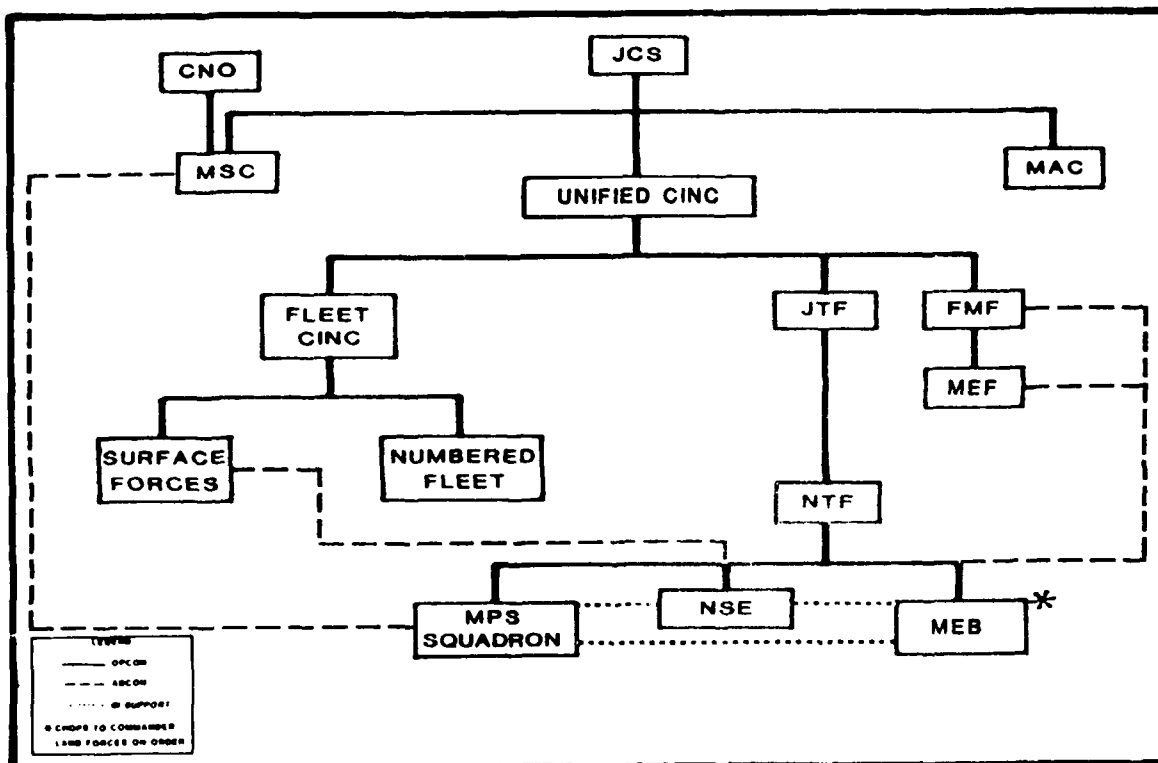 CNO
JCS
MSC
MAC
UNIFIED CINC
FLEET
CINC
JTF
FMF
MEF
SURFACE
FORCES
NUMBERED
FLEET
NTF
MPS
SQUADRON
NSE
MEB
*
LEGEND
OPCON
ADCON
SUPPORT
* CHOPS TO COMMANDER
LAND FORCES ON ORDER